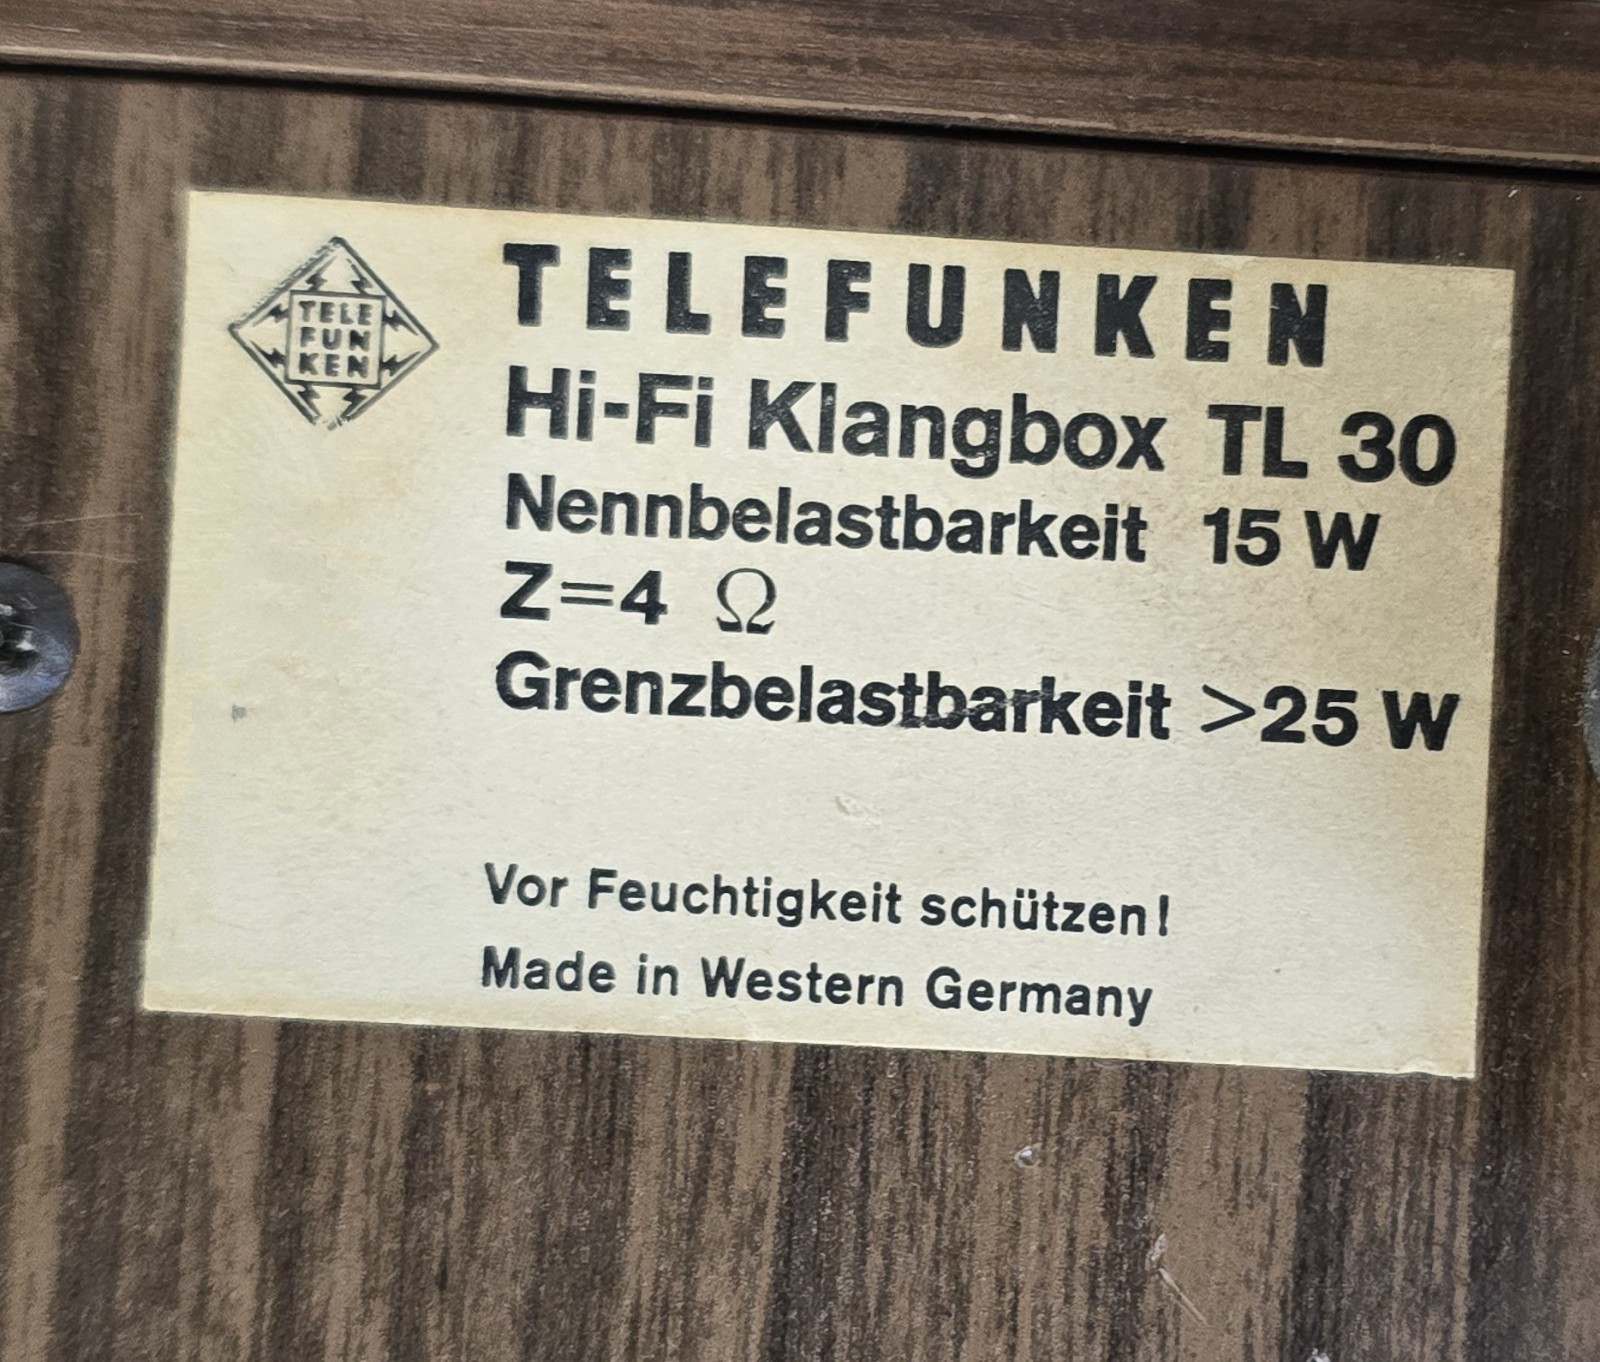 TELE
FUN
KEN
TELEFUNKEN
Hi-Fi Klangbox TL 30
Nennbelastbarkeit 15 W
Z=4 Ω
Grenzbelastbarkeit >25 W
Vor Feuchtigkeit schützen!
Made in Western Germany